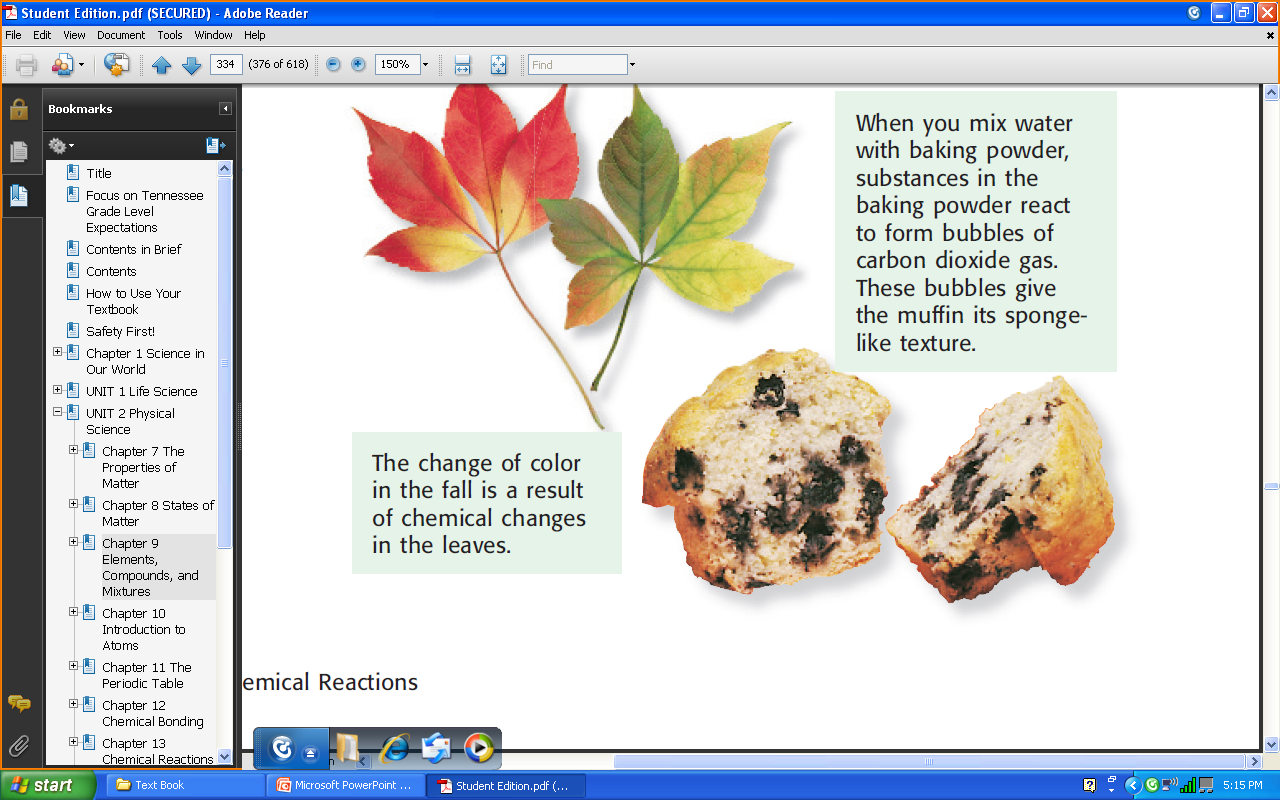 Student Edition.pdf (SECURED) - Adobe Reader
File Edit View Document Tools Window Help
334 (376 of 618) 150% Find
Bookmarks
Title
Focus on Tennessee
Grade Level
Expectations
Contents in Brief
Contents
How to Use Your
Textbook
Safety First!
Chapter 1 Science in
Our World
UNIT 1 Life Science
UNIT 2 Physical
Science
Chapter 7 The
Properties of
Matter
Chapter 8 States of
Matter
Chapter 9
Elements,
Compounds, and
Mixtures
Chapter 10
Introduction to
Atoms
Chapter 11 The
Periodic Table
Chapter 12
Chemical Bonding
Chapter 13
Chemical Reactions
When you mix water
with baking powder,
substances in the
baking powder react
to form bubbles of
carbon dioxide gas.
These bubbles give
the muffin its sponge-
like texture.
The change of color
in the fall is a result
of chemical changes
in the leaves.
emical Reactions
start Text Book Microsoft PowerPoint ... Student Edition.pdf (... 5:15 PM